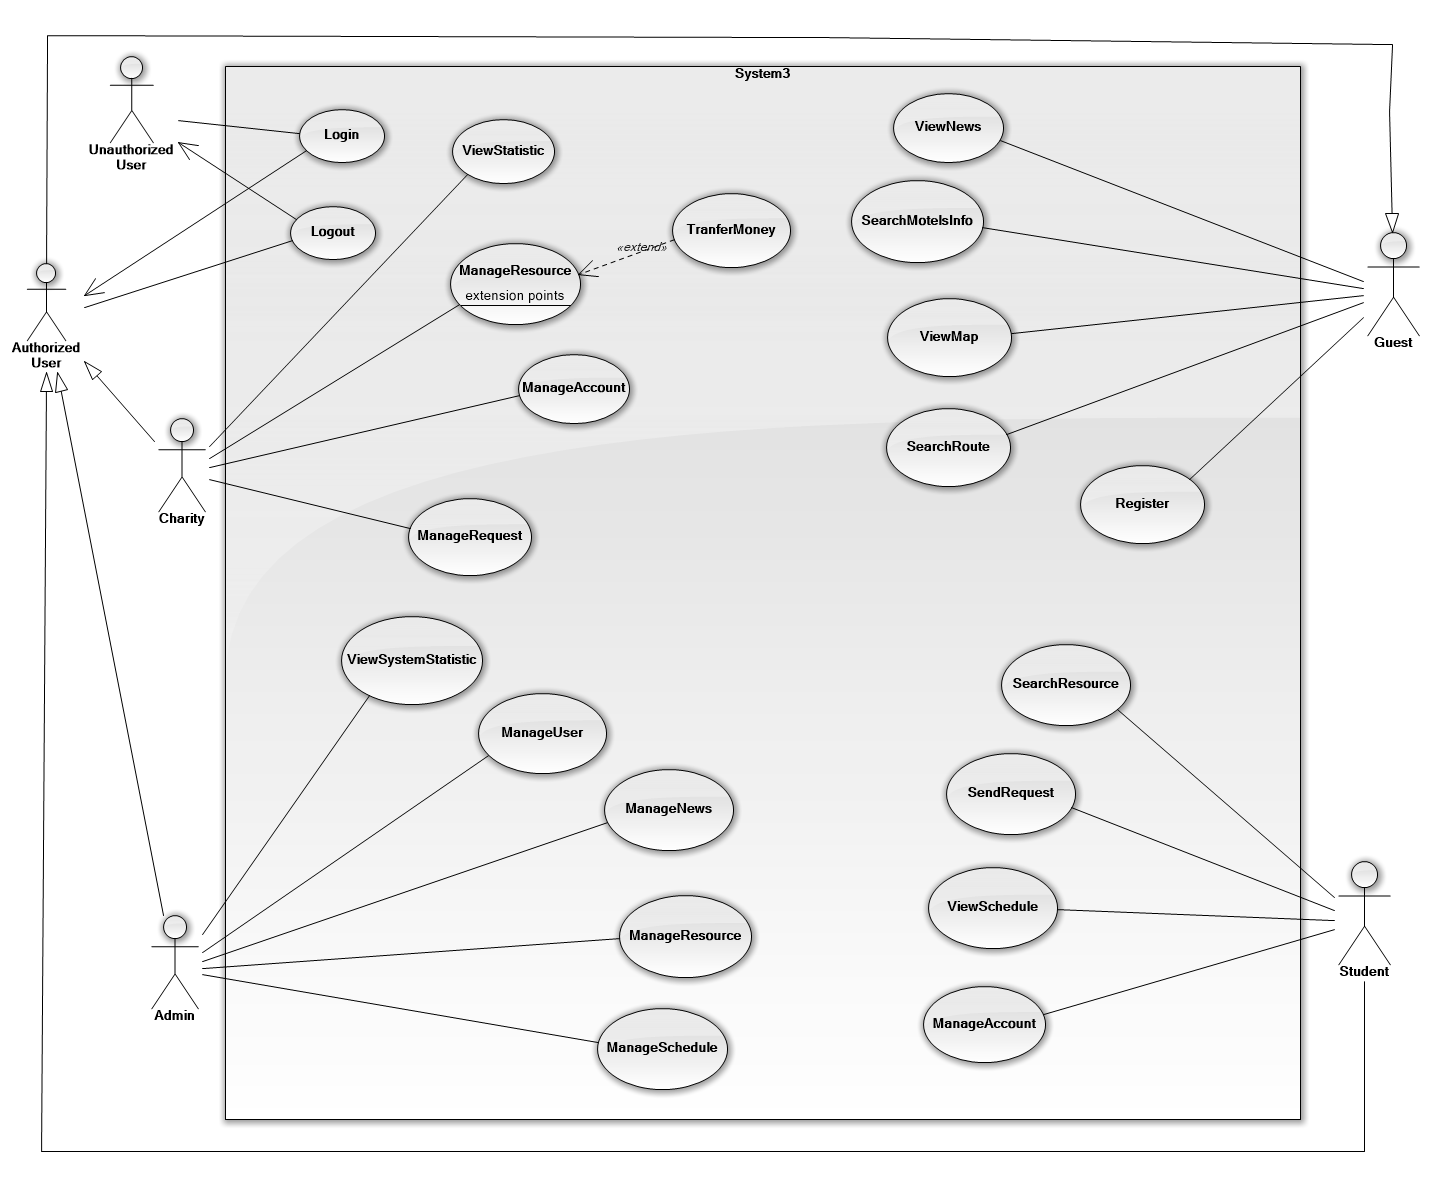 System3
Unauthorized
User
Login
ViewStatistic
ViewNews
Logout
TranferMoney
SearchMotelsInfo
«extend»
ManageResource
extension points
Authorized
User
ViewMap
Guest
ManageAccount
SearchRoute
Charity
Register
ManageRequest
ViewSystemStatistic
SearchResource
ManageUser
ManageNews
SendRequest
ViewSchedule
ManageResource
Student
Admin
ManageAccount
ManageSchedule